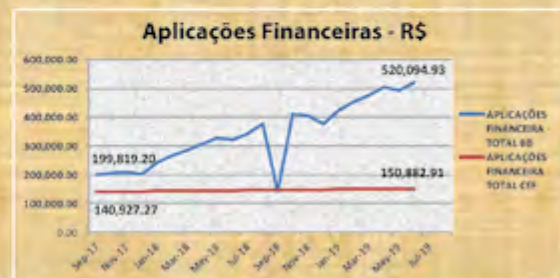 Aplicações Financeiras - R$
600,000.00
500,000.00
400,000.00
300,000.00
200,000.00
100,000.00
0.00
520,094.93
199,819.20
150,882.91
140,927.27
APLICAÇÕES
FINANCEIRA
TOTAL BB
APLICAÇÕES
FINANCEIRA
TOTAL CEF
Sep-17
Nov-17
Jan-18
Mar-18
May-18
Jul-18
Sep-18
Nov-18
Jan-19
Mar-19
May-19
Jul-19